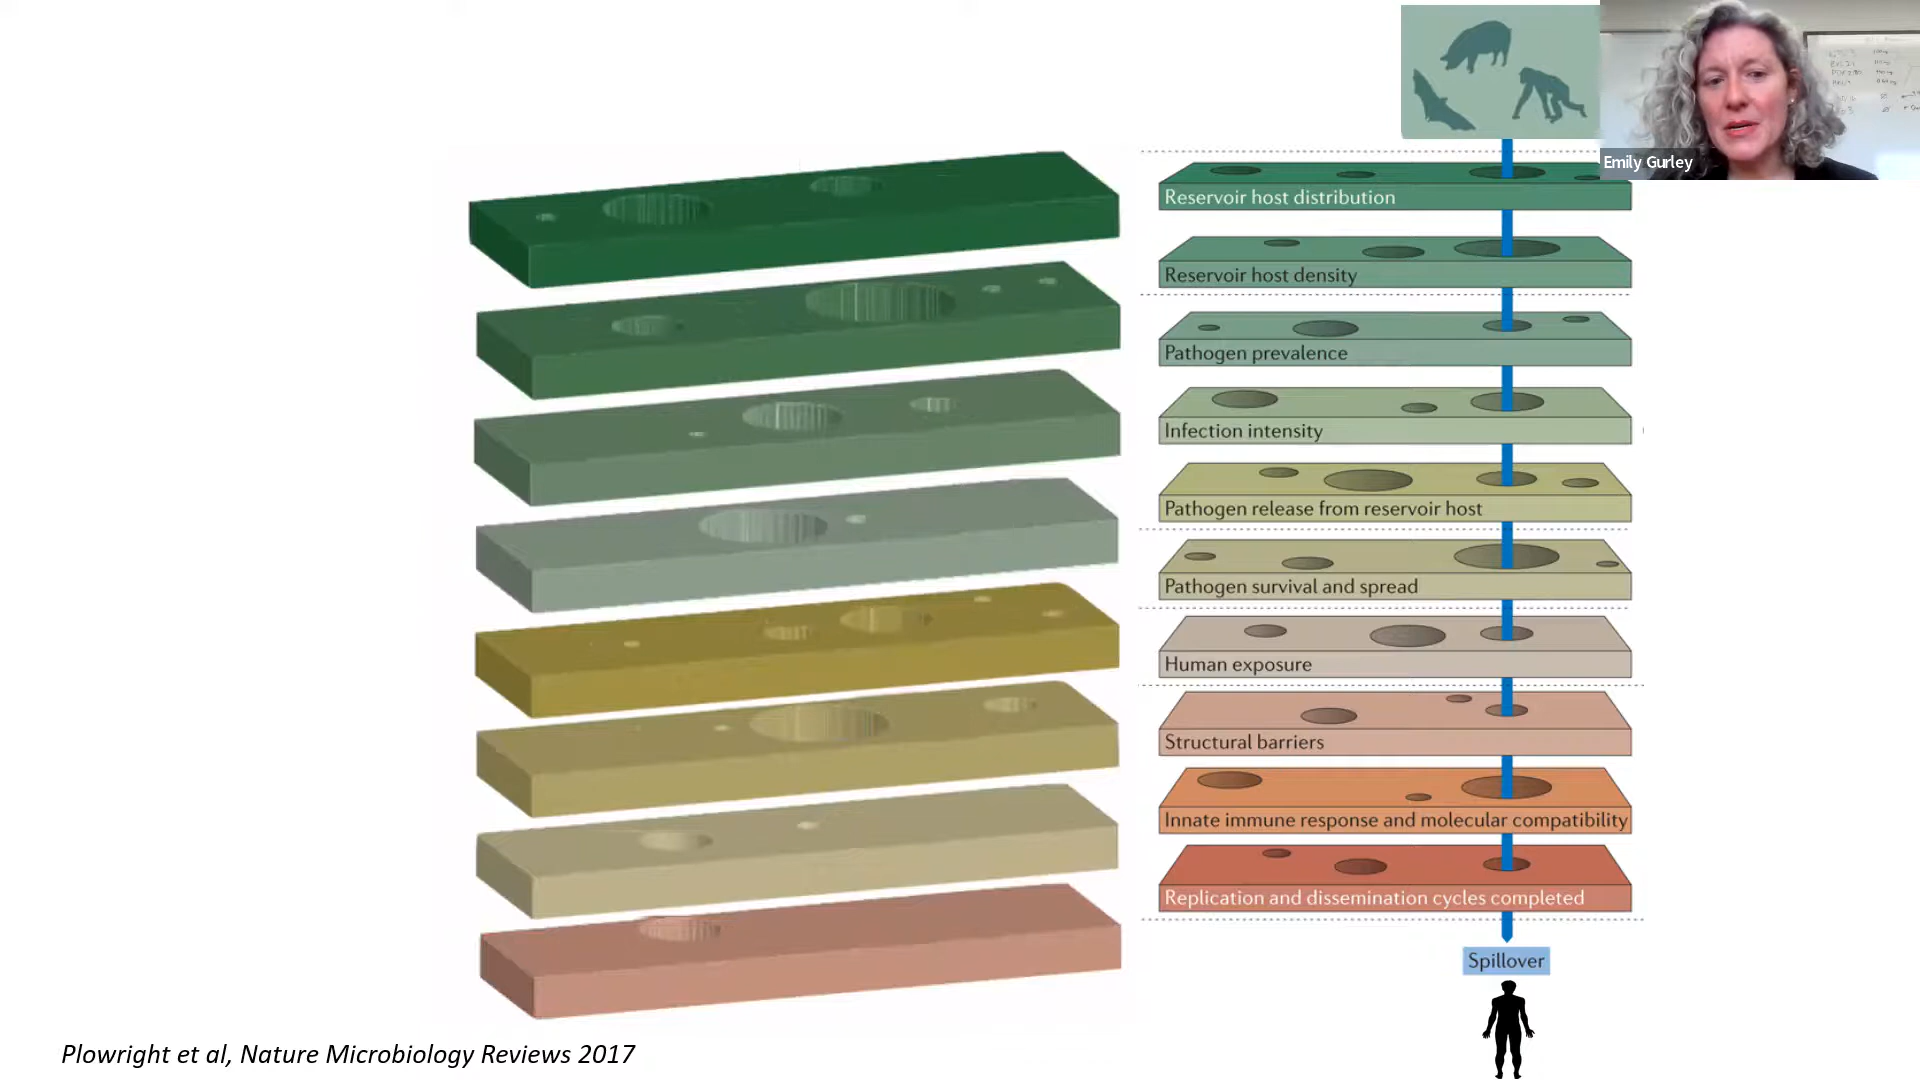 Emily Gurley
Reservoir host distribution
Reservoir host density
Pathogen prevalence
Infection intensity
Pathogen release from reservoir host
Pathogen survival and spread
Human exposure
Structural barriers
Innate immune response and molecular compatibility
Replication and dissemination cycles completed
Spillover
Plowright et al, Nature Microbiology Reviews 2017